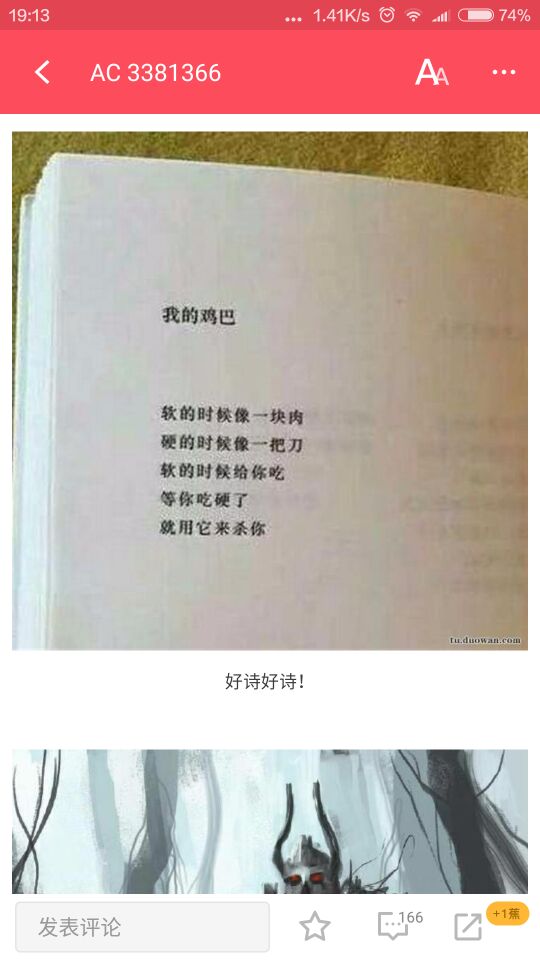 19:13
... 1.41K/s
74%
AC 3381366
AA
我的鸡巴
软的时候像一块肉
硬的时候像一把刀
软的时候给你吃
等你吃硬了
就用它来杀你
tu.duowan.com
好诗好诗！
发表评论
166
+1蕉